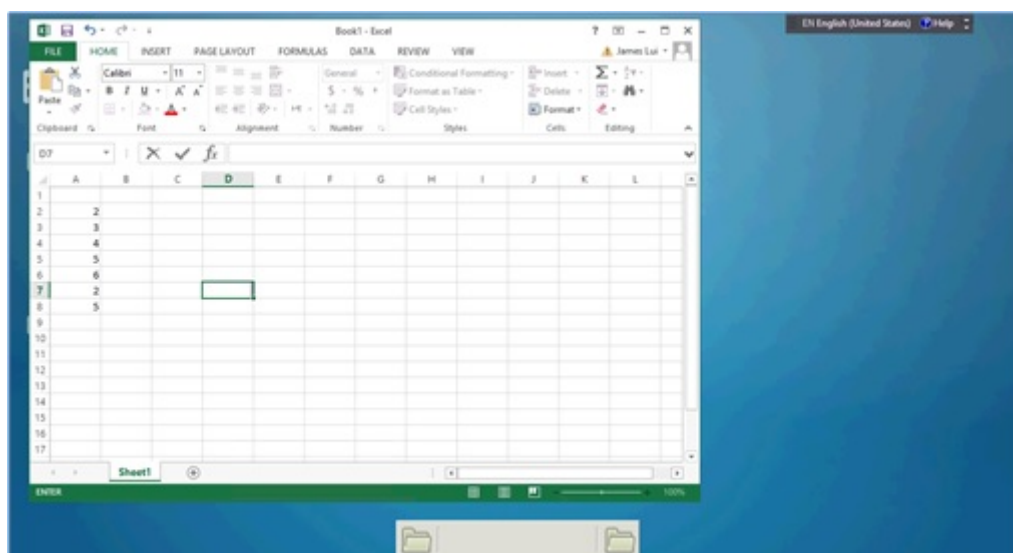 Book1 - Excel
EN English (United States) Help
FILE HOME INSERT PAGE LAYOUT FORMULAS DATA REVIEW VIEW James Lui
Calibri 11 General Conditional Formatting Insert
Paste B I U $ % Format as Table Delete
Cell Styles Format
Clipboard Font Alignment Number Styles Cells Editing
D7 fx
A B C D E F G H I J K L
1
2 2
3 3
4 4
5 5
6 6
7 2
8 5
9
10
11
12
13
14
15
16
17
Sheet1
ENTER 100%